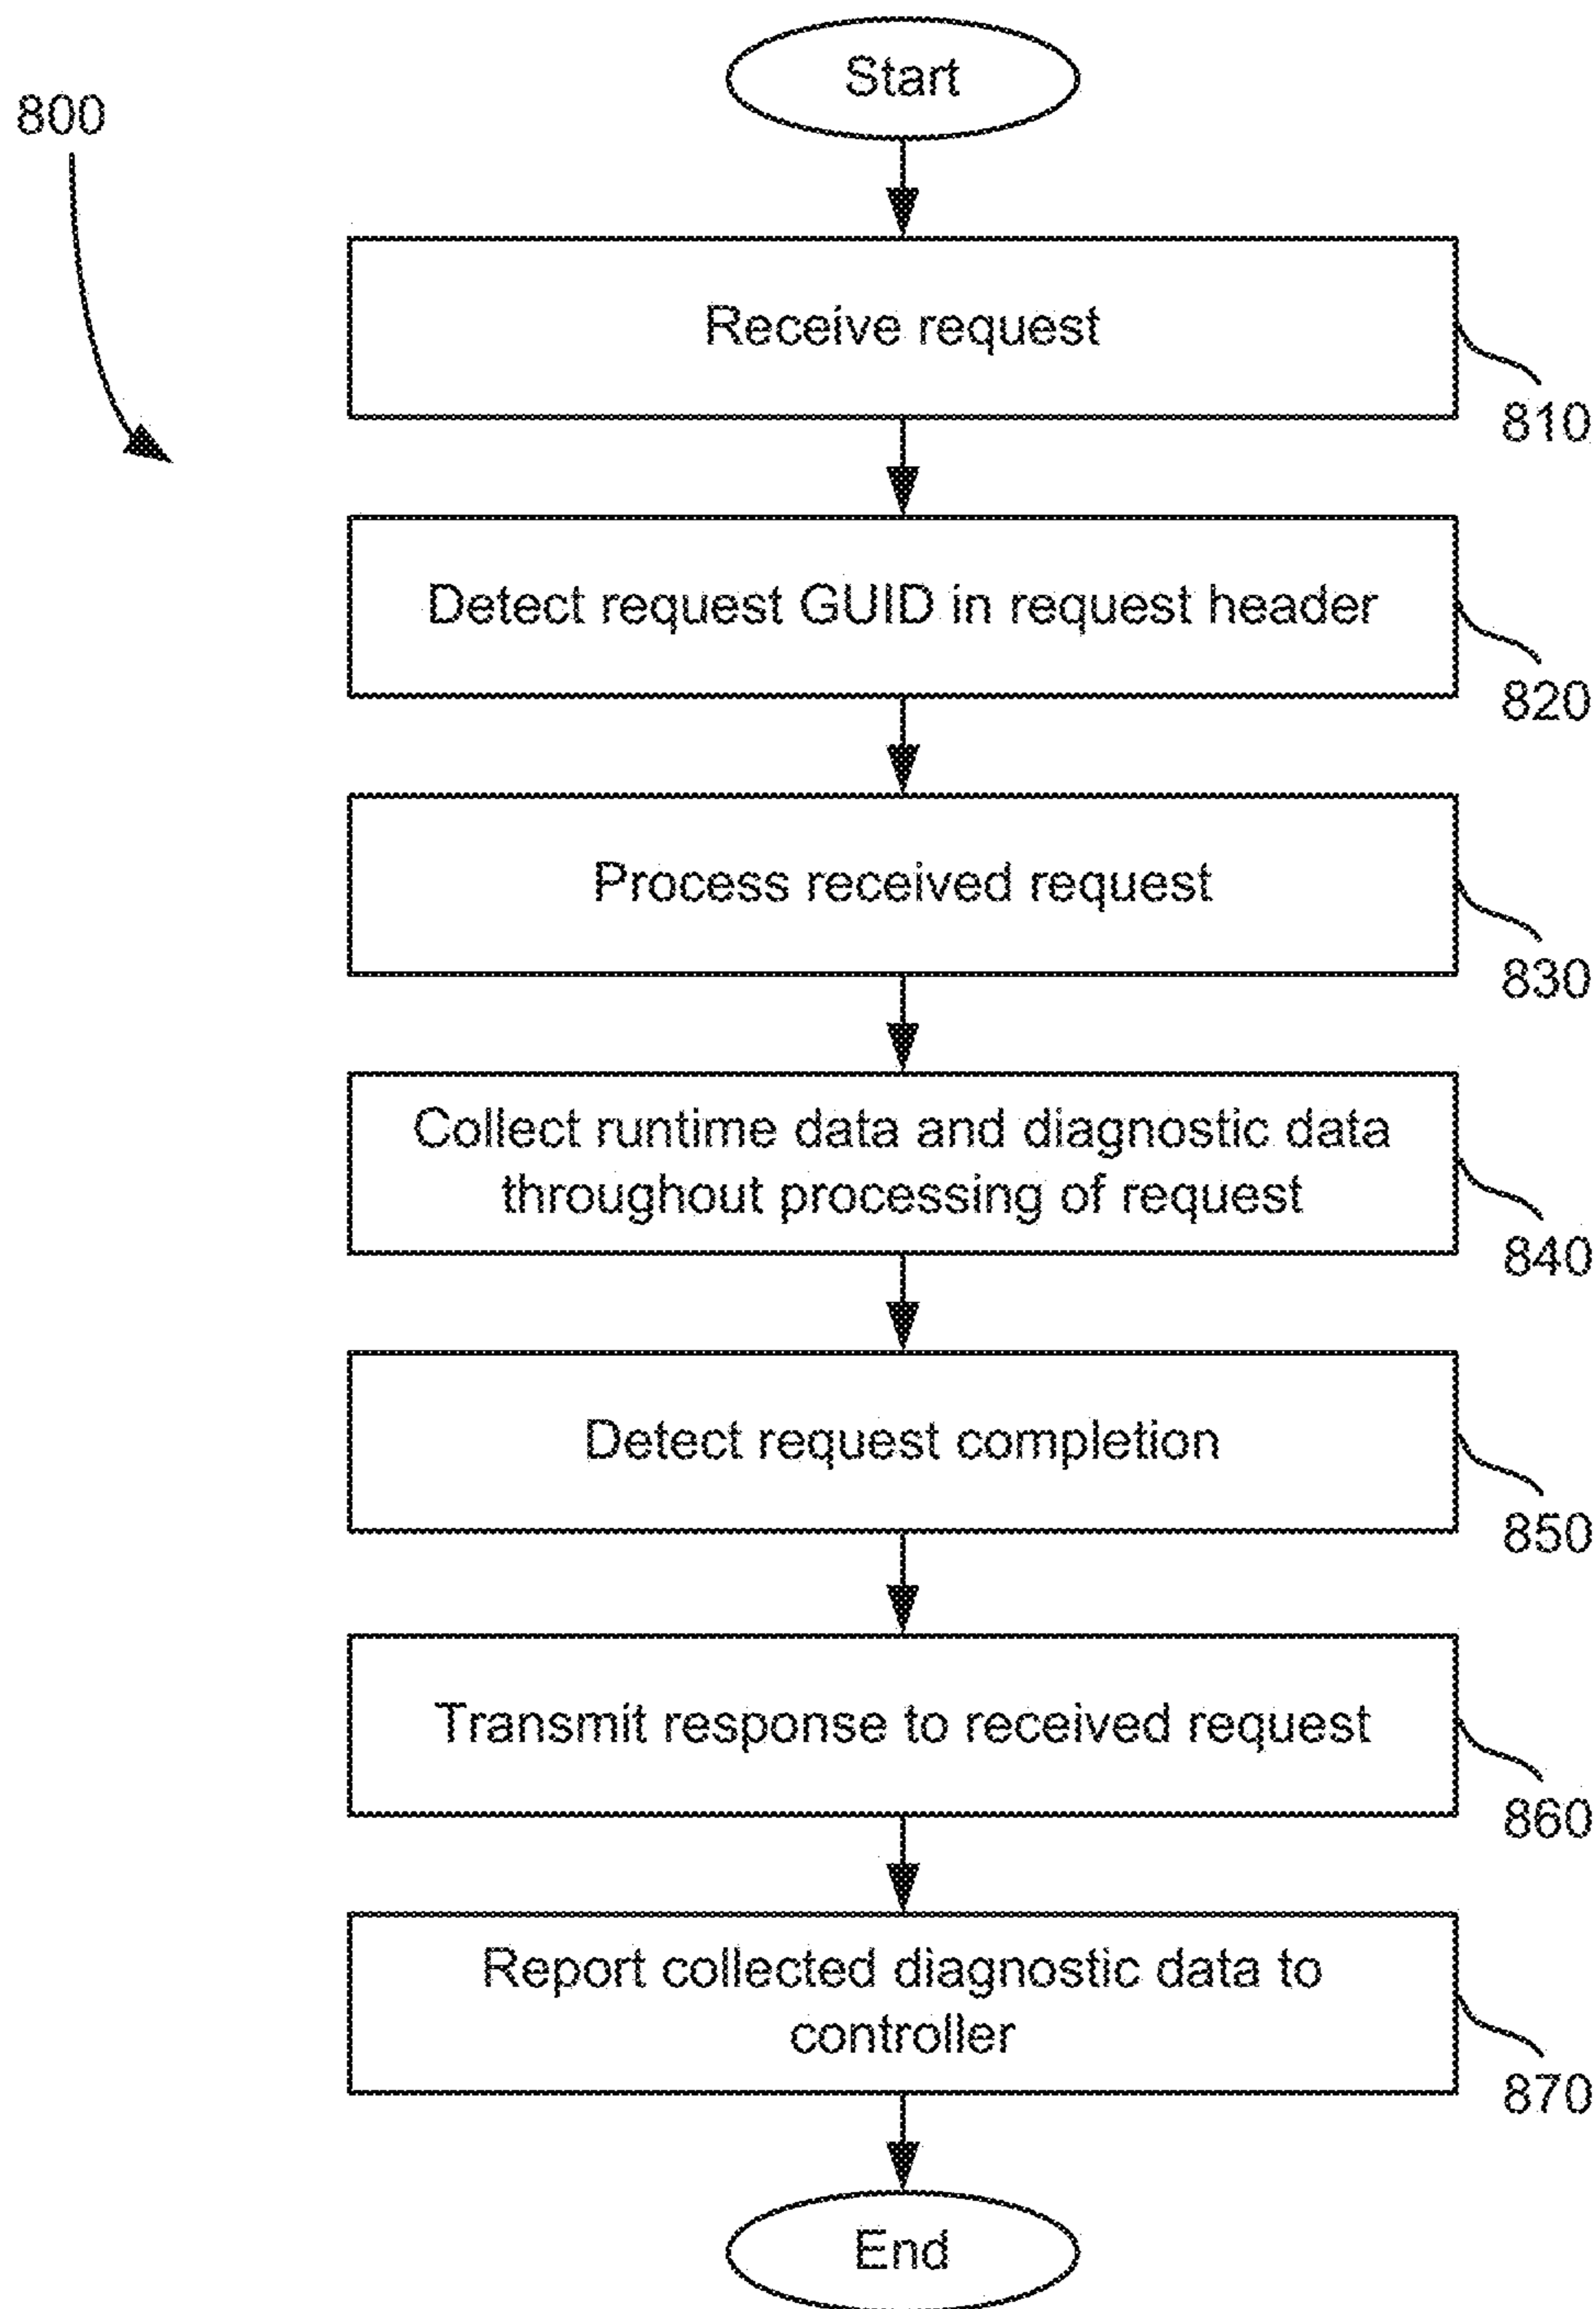 Start
800
Receive request
810
Detect request GUID in request header
820
Process received request
830
Collect runtime data and diagnostic data
throughout processing of request
840
Detect request completion
850
Transmit response to received request
860
Report collected diagnostic data to
controller
870
End